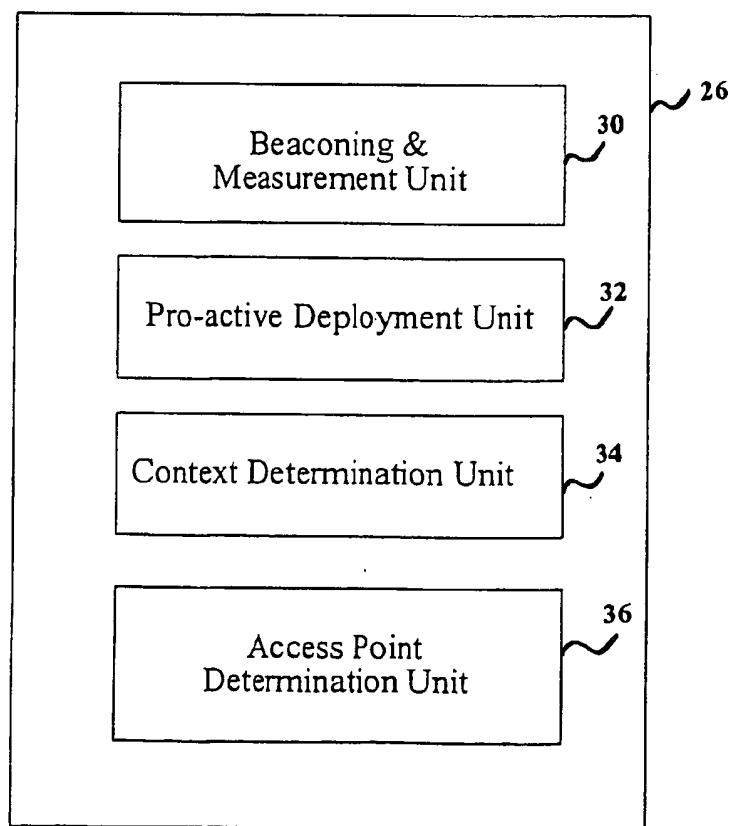 26
30
Beaconing &
Measurement Unit
32
Pro-active Deployment Unit
34
Context Determination Unit
36
Access Point
Determination Unit